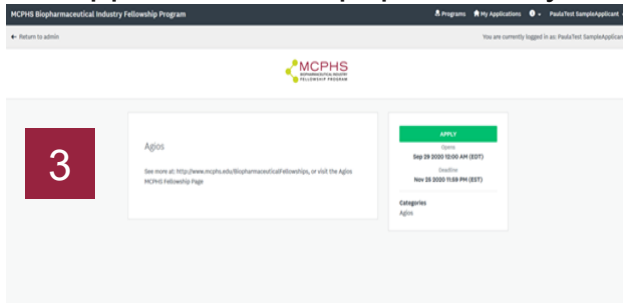 MCPHS Biopharmaceutical Industry Fellowship Program
Programs My Applications PaulaTest SampleApplicant
← Return to admin
You are currently logged in as: PaulaTest SampleApplicant
MCPHS
BIOPHARMACEUTICAL INDUSTRY
FELLOWSHIP PROGRAM
3
Agios
See more at: http://www.mcphs.edu/BiopharmaceuticalFellowships, or visit the Agios
MCPHS Fellowship Page
APPLY
Opens
Sep 28 2020 12:00 AM (EDT)
Deadline
Nov 28 2020 11:59 PM (EST)
Categories
Agios